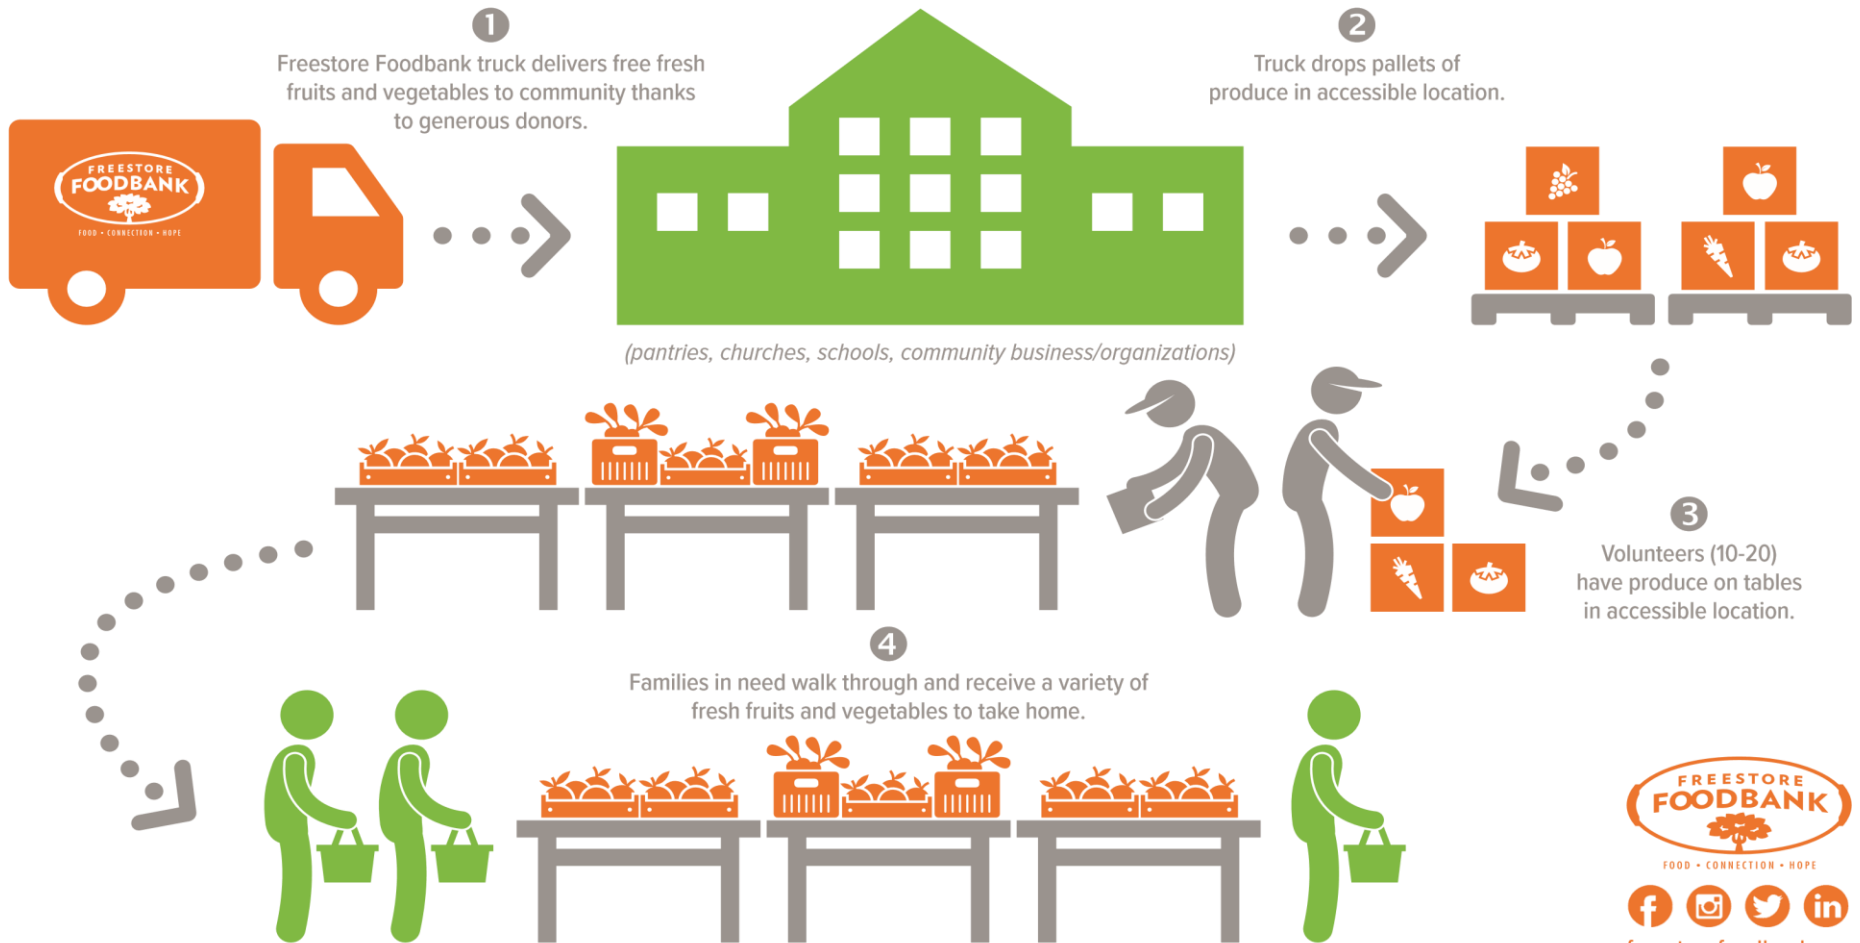 1
Freestore Foodbank truck delivers free fresh
fruits and vegetables to community thanks
to generous donors.
2
Truck drops pallets of
produce in accessible location.
FREESTORE
FOODBANK
FOOD • CONNECTION • HOPE
(pantries, churches, schools, community business/organizations)
3
Volunteers (10-20)
have produce on tables
in accessible location.
4
Families in need walk through and receive a variety of
fresh fruits and vegetables to take home.
FREESTORE
FOODBANK
FOOD • CONNECTION • HOPE
f
in